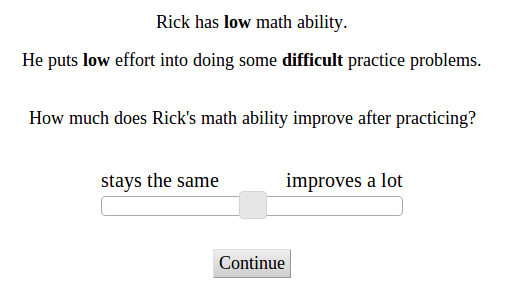 Rick has low math ability.
He puts low effort into doing some difficult practice problems.
How much does Rick's math ability improve after practicing?
stays the same improves a lot
Continue